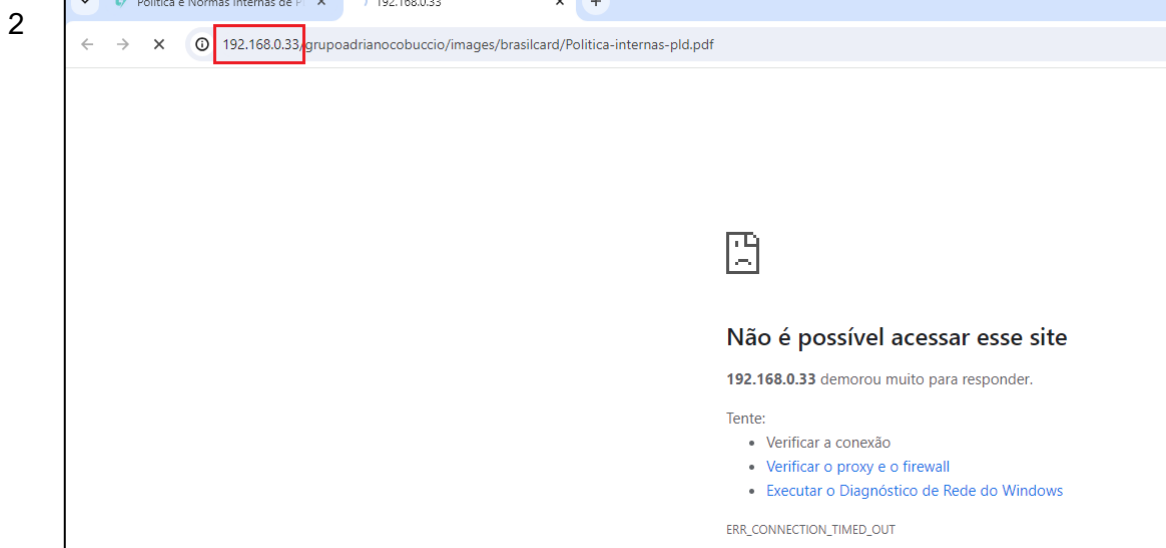 2
Política e Normas Internas de P
192.168.0.33
192.168.0.33/grupoadrianocobuccio/images/brasilcard/Politica-internas-pld.pdf
Não é possível acessar esse site
192.168.0.33 demorou muito para responder.
Tente:
• Verificar a conexão
• Verificar o proxy e o firewall
• Executar o Diagnóstico de Rede do Windows
ERR_CONNECTION_TIMED_OUT